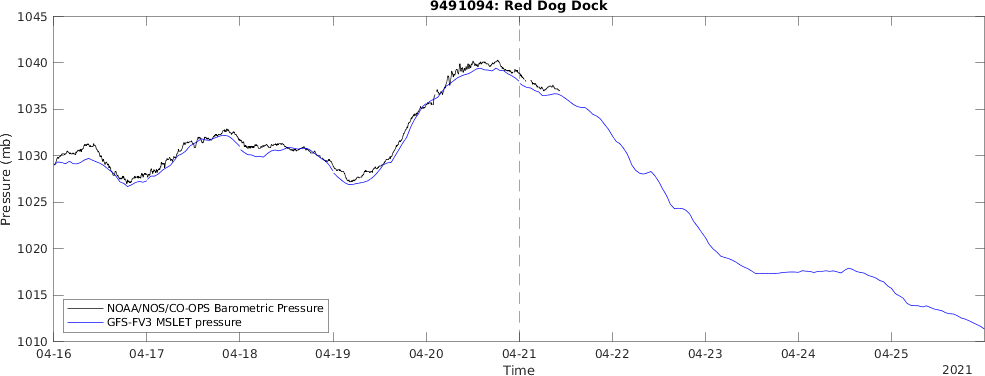 9491094: Red Dog Dock
Pressure (mb)
1045
1040
1035
1030
1025
1020
1015
1010
NOAA/NOS/CO-OPS Barometric Pressure
GFS-FV3 MSLET pressure
04-16 04-17 04-18 04-19 04-20 04-21 04-22 04-23 04-24 04-25
Time
2021